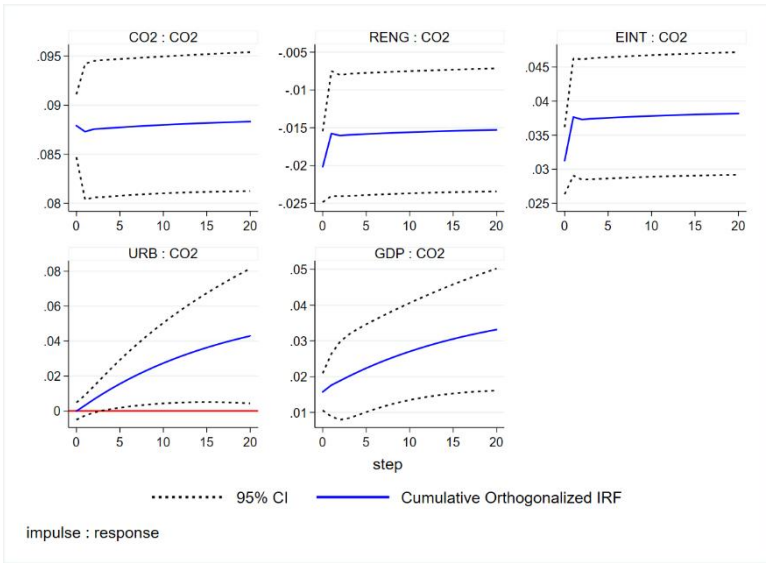 CO2 : CO2
.095
.09
.085
.08
0 5 10 15 20
RENG : CO2
-.005
-.01
-.015
-.02
-.025
0 5 10 15 20
EINT : CO2
.045
.04
.035
.03
.025
0 5 10 15 20
URB : CO2
.08
.06
.04
.02
0
0 5 10 15 20
GDP : CO2
.05
.04
.03
.02
.01
0 5 10 15 20
step
95% CI Cumulative Orthogonalized IRF
impulse : response